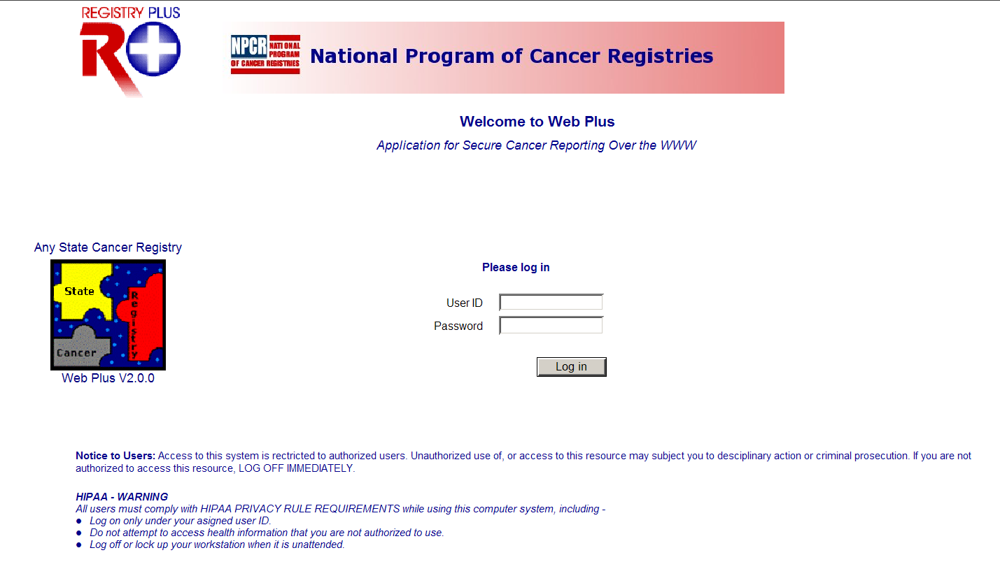 REGISTRY PLUS
R+
NPCR NATIONAL
PROGRAM
OF CANCER REGISTRIES
National Program of Cancer Registries
Welcome to Web Plus
Application for Secure Cancer Reporting Over the WWW
Any State Cancer Registry
State
Registry
Cancer
Web Plus V2.0.0
Please log in
User ID
Password
Log in
Notice to Users: Access to this system is rectricted to authorized users. Unauthorized use of, or access to this resource may subject you to desciplinary action or criminal prosecution. If you are not
authorized to access this resource, LOG OFF IMMEDIATELY.
HIPAA - WARNING
All users must comply with HIPAA PRIVACY RULE REQUIREMENTS while using this computer system, including -
● Log on only under your asigned user ID.
● Do not attempt to access health information that you are not authorized to use.
● Log off or lock up your workstation when it is unattended.